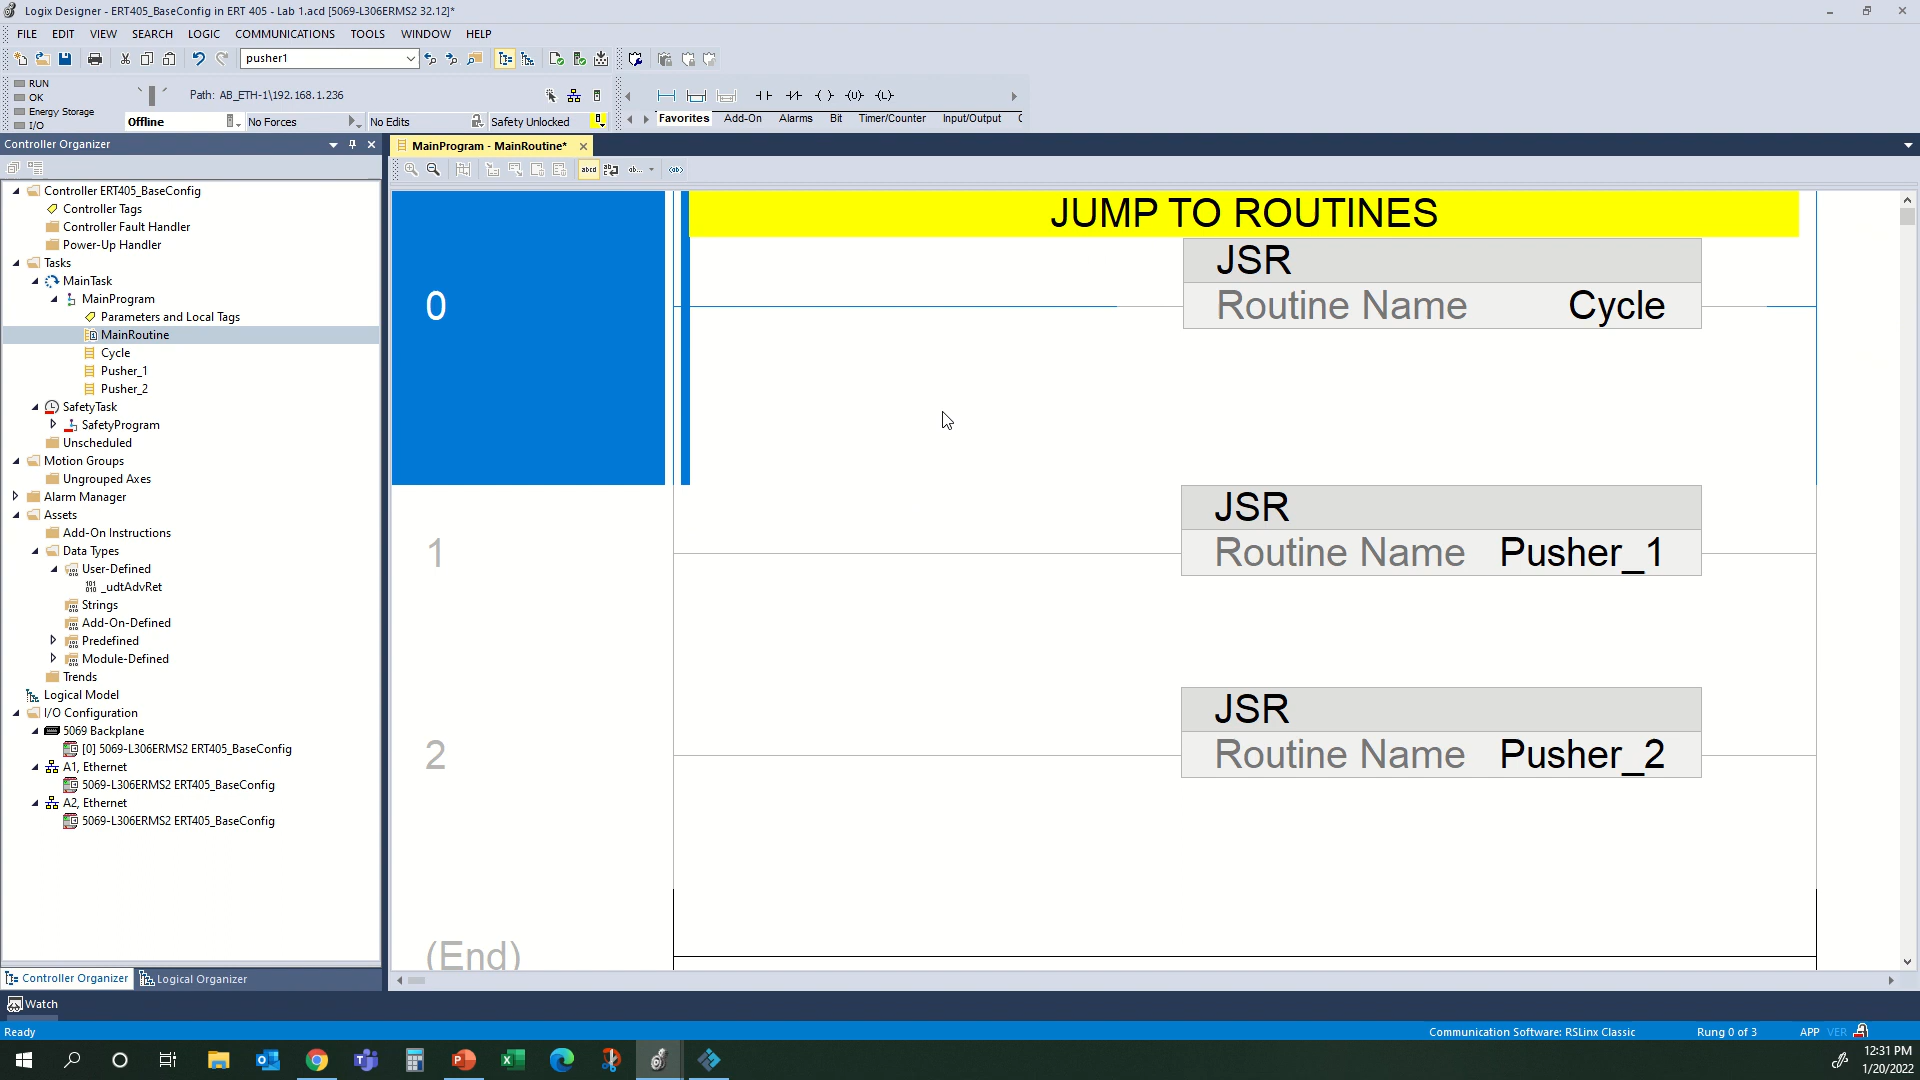 Logix Designer - ERT405_BaseConfig in ERT 405 - Lab 1.acd [5069-L306ERMS2 32.12]*
FILE EDIT VIEW SEARCH LOGIC COMMUNICATIONS TOOLS WINDOW HELP
pusher1
RUN
OK
Energy Storage
I/O
Path: AB_ETH-1\192.168.1.236
Offline No Forces No Edits Safety Unlocked
Favorites Add-On Alarms Bit Timer/Counter Input/Output
Controller Organizer
MainProgram - MainRoutine*
Controller ERT405_BaseConfig
Controller Tags
Controller Fault Handler
Power-Up Handler
Tasks
MainTask
MainProgram
Parameters and Local Tags
MainRoutine
Cycle
Pusher_1
Pusher_2
SafetyTask
SafetyProgram
Unscheduled
Motion Groups
Ungrouped Axes
Alarm Manager
Assets
Add-On Instructions
Data Types
User-Defined
_udtAdvRet
Strings
Add-On-Defined
Predefined
Module-Defined
Trends
Logical Model
I/O Configuration
5069 Backplane
[0] 5069-L306ERMS2 ERT405_BaseConfig
A1, Ethernet
5069-L306ERMS2 ERT405_BaseConfig
A2, Ethernet
5069-L306ERMS2 ERT405_BaseConfig
JUMP TO ROUTINES
JSR
0
Routine Name Cycle
JSR
1
Routine Name Pusher_1
JSR
2
Routine Name Pusher_2
(End)
Controller Organizer Logical Organizer
Watch
Ready
Communication Software: RSLinx Classic Rung 0 of 3 APP VER
12:31 PM
1/20/2022